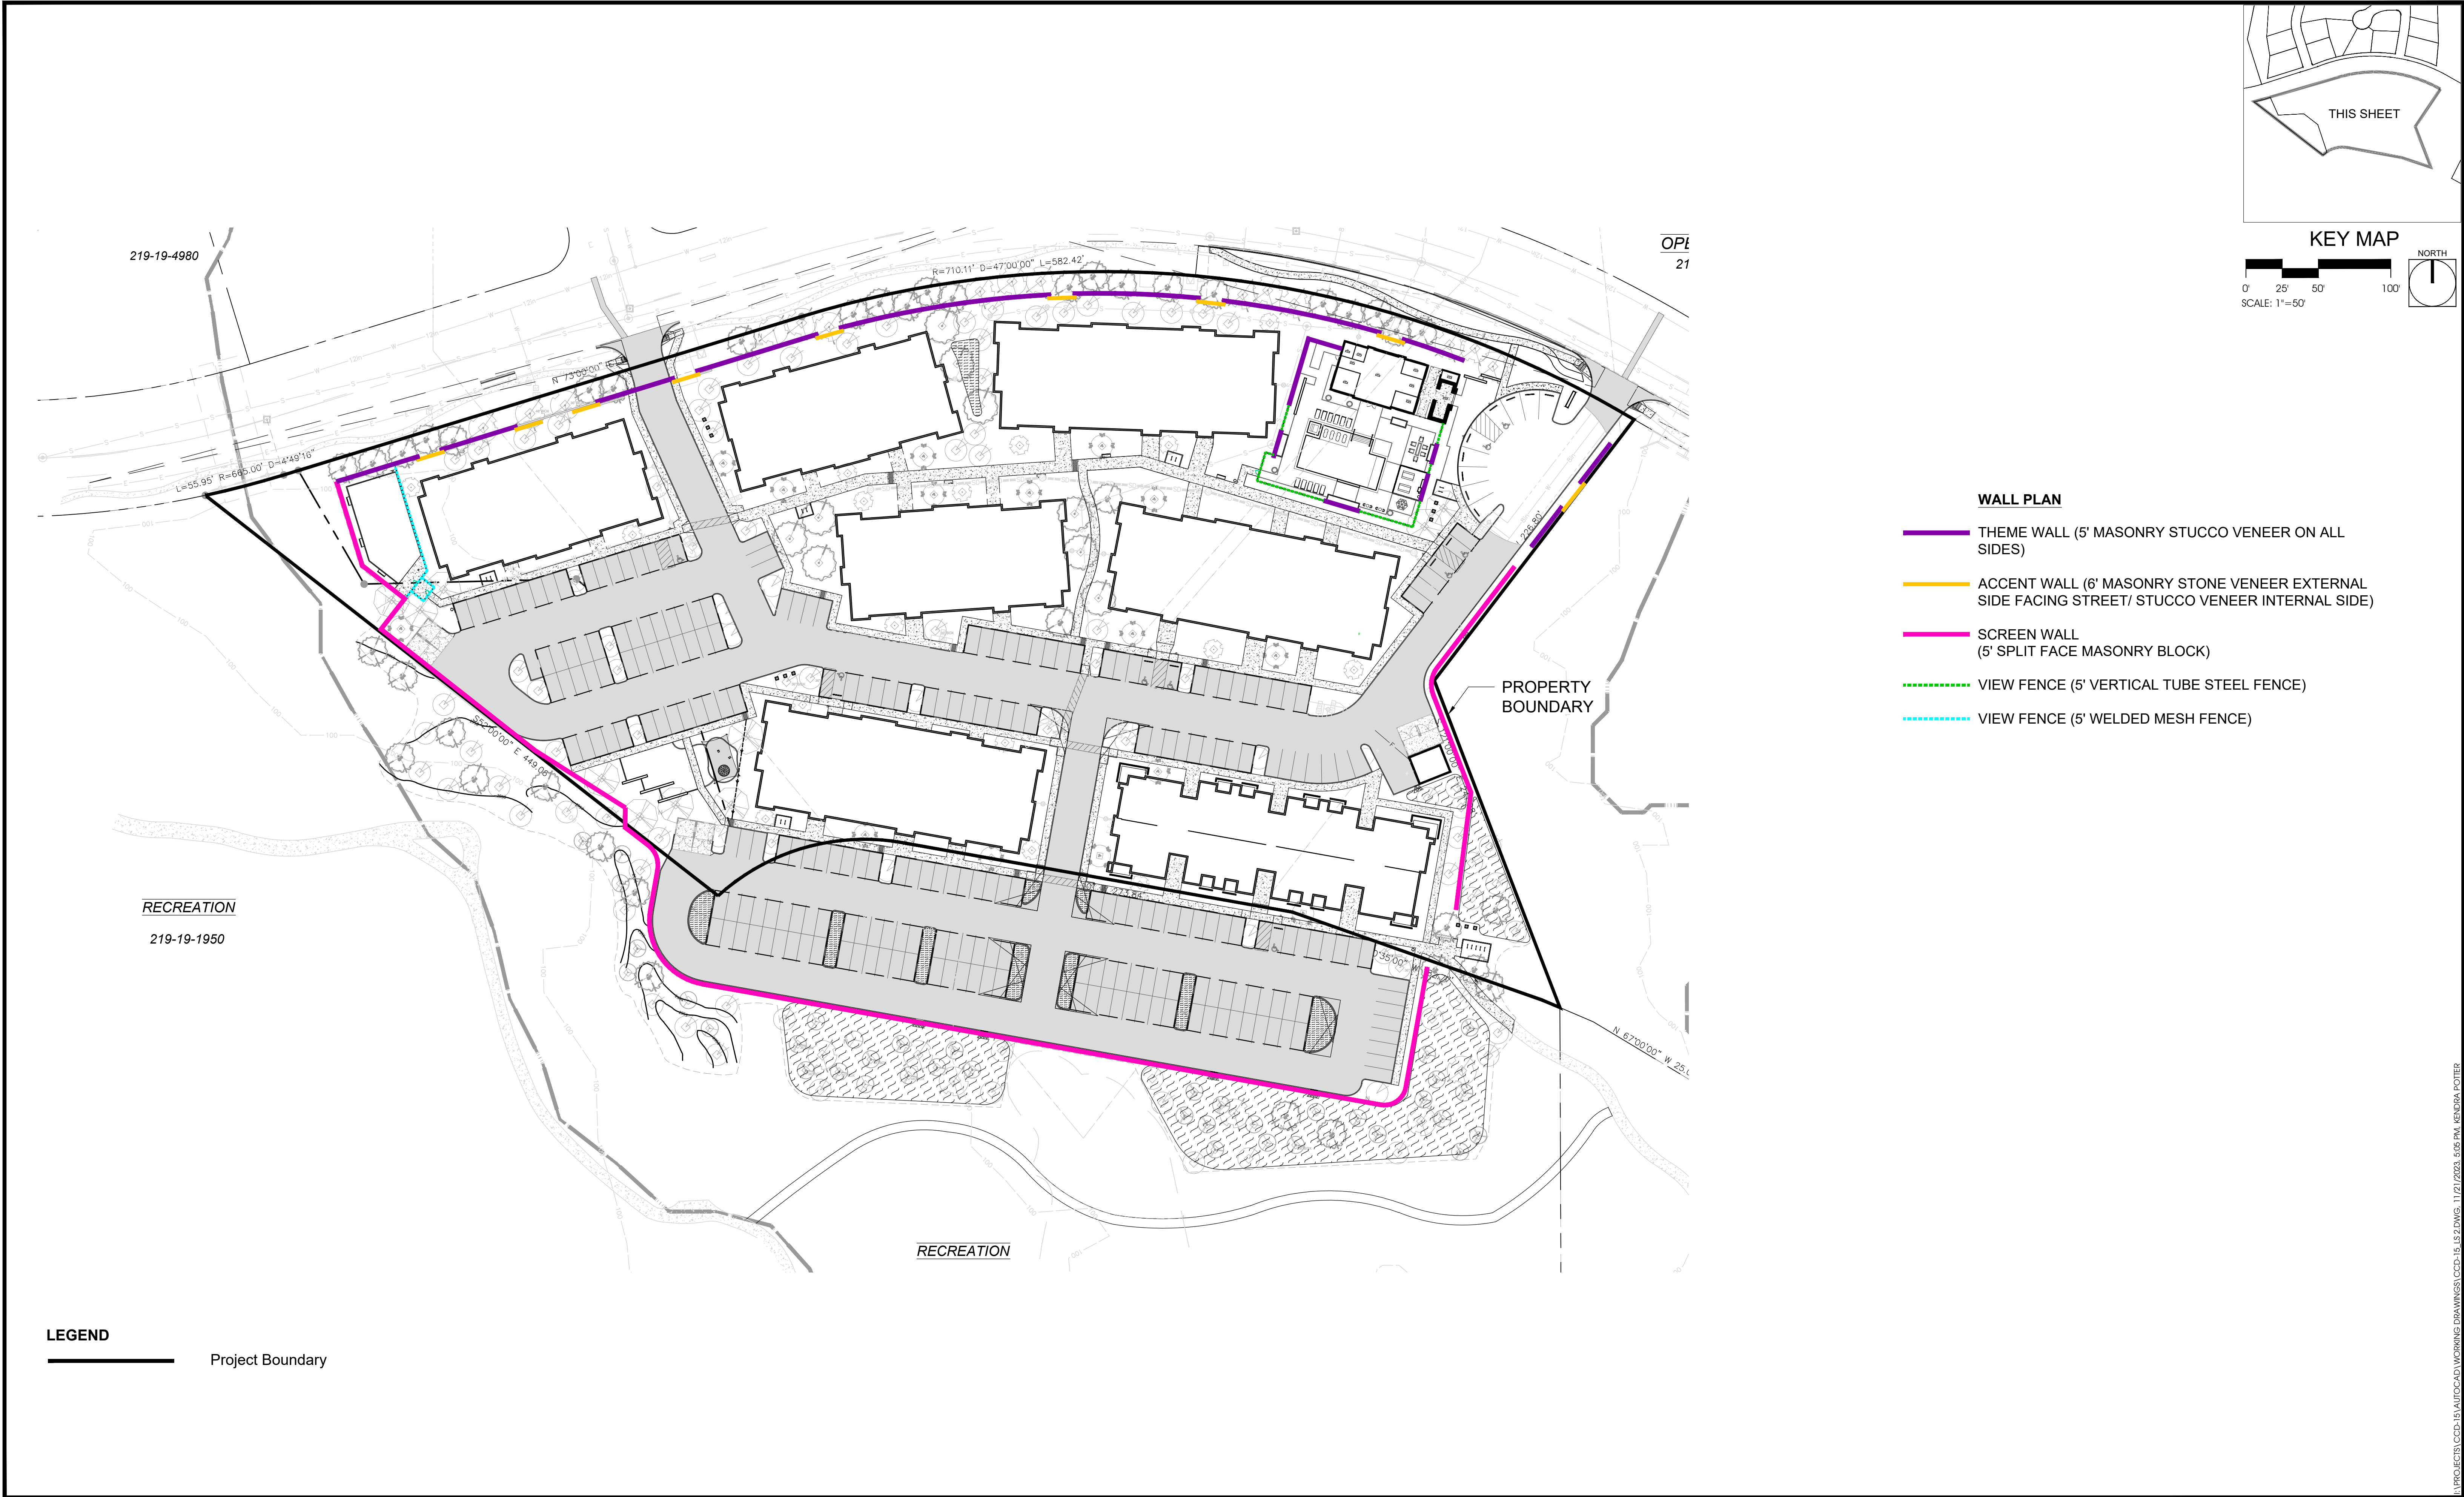 THIS SHEET
KEY MAP
NORTH
0' 25' 50' 100'
SCALE: 1"=50'
219-19-4980
OPE
21
R=710.11' D=47°00'00" L=582.42'
N 73°00'00" E
L=55.95' R=665.00' D=4°49'16"
225.80'
WALL PLAN
THEME WALL (5' MASONRY STUCCO VENEER ON ALL
SIDES)
ACCENT WALL (6' MASONRY STONE VENEER EXTERNAL
SIDE FACING STREET/ STUCCO VENEER INTERNAL SIDE)
SCREEN WALL
(5' SPLIT FACE MASONRY BLOCK)
VIEW FENCE (5' VERTICAL TUBE STEEL FENCE)
VIEW FENCE (5' WELDED MESH FENCE)
PROPERTY
BOUNDARY
RECREATION
219-19-1950
N 67°00'00" W 25.0
RECREATION
LEGEND
Project Boundary